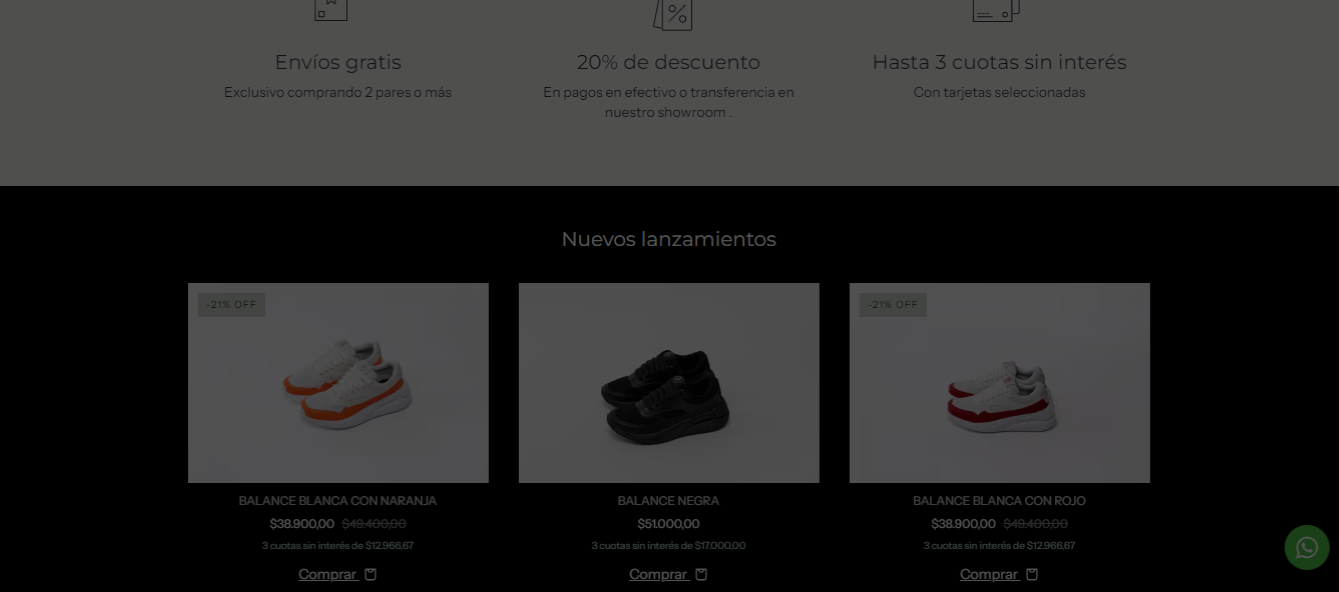 Envíos gratis
Exclusivo comprando 2 pares o más
20% de descuento
En pagos en efectivo o transferencia en
nuestro showroom .
Hasta 3 cuotas sin interés
Con tarjetas seleccionadas
Nuevos lanzamientos
-21% OFF
BALANCE BLANCA CON NARANJA
$38.900,00 $49.400,00
3 cuotas sin interés de $12.966,67
Comprar
BALANCE NEGRA
$51.000,00
3 cuotas sin interés de $17.000,00
Comprar
-21% OFF
BALANCE BLANCA CON ROJO
$38.900,00 $49.400,00
3 cuotas sin interés de $12.966,67
Comprar